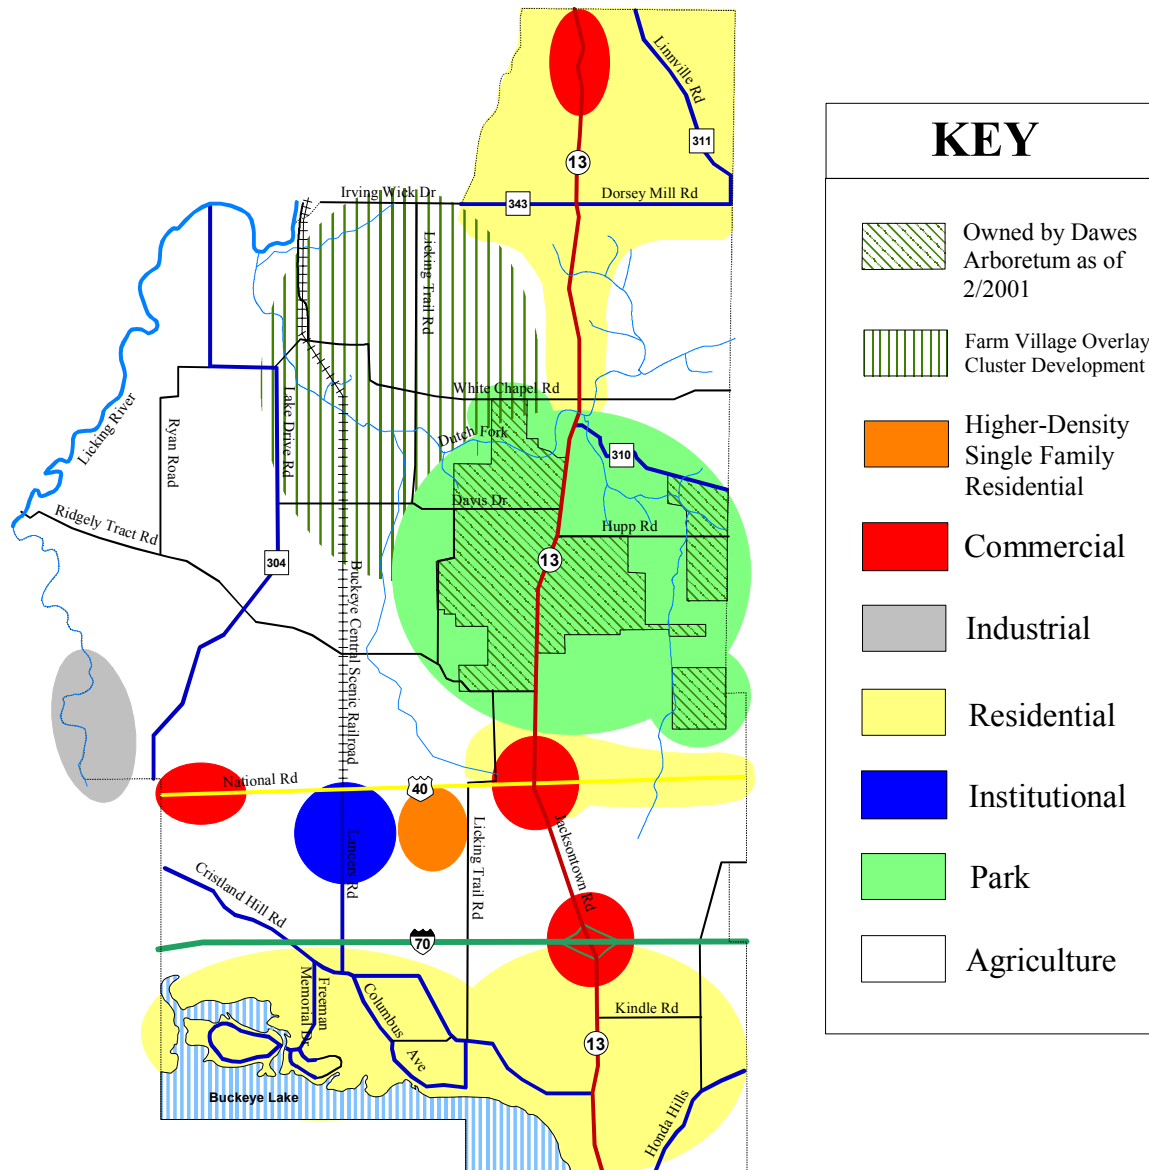 Linnville Rd
311
13
Irving Wick Dr
343
Dorsey Mill Rd
Licking Trail Rd
White Chapel Rd
Lake Drive Rd
Licking River
Ryan Road
Dutch Fork
310
Davis Dr.
Hupp Rd
Ridgely Tract Rd
304
13
Buckeye Central Scenic Railroad
National Rd
40
Lancers Rd
Licking Trail Rd
Jacksontown Rd
Cristland Hill Rd
70
Freeman
Memorial Dr
Columbus
Ave
Kindle Rd
13
Buckeye Lake
Honda Hills
KEY
Owned by Dawes
Arboretum as of
2/2001
Farm Village Overlay
Cluster Development
Higher-Density
Single Family
Residential
Commercial
Industrial
Residential
Institutional
Park
Agriculture